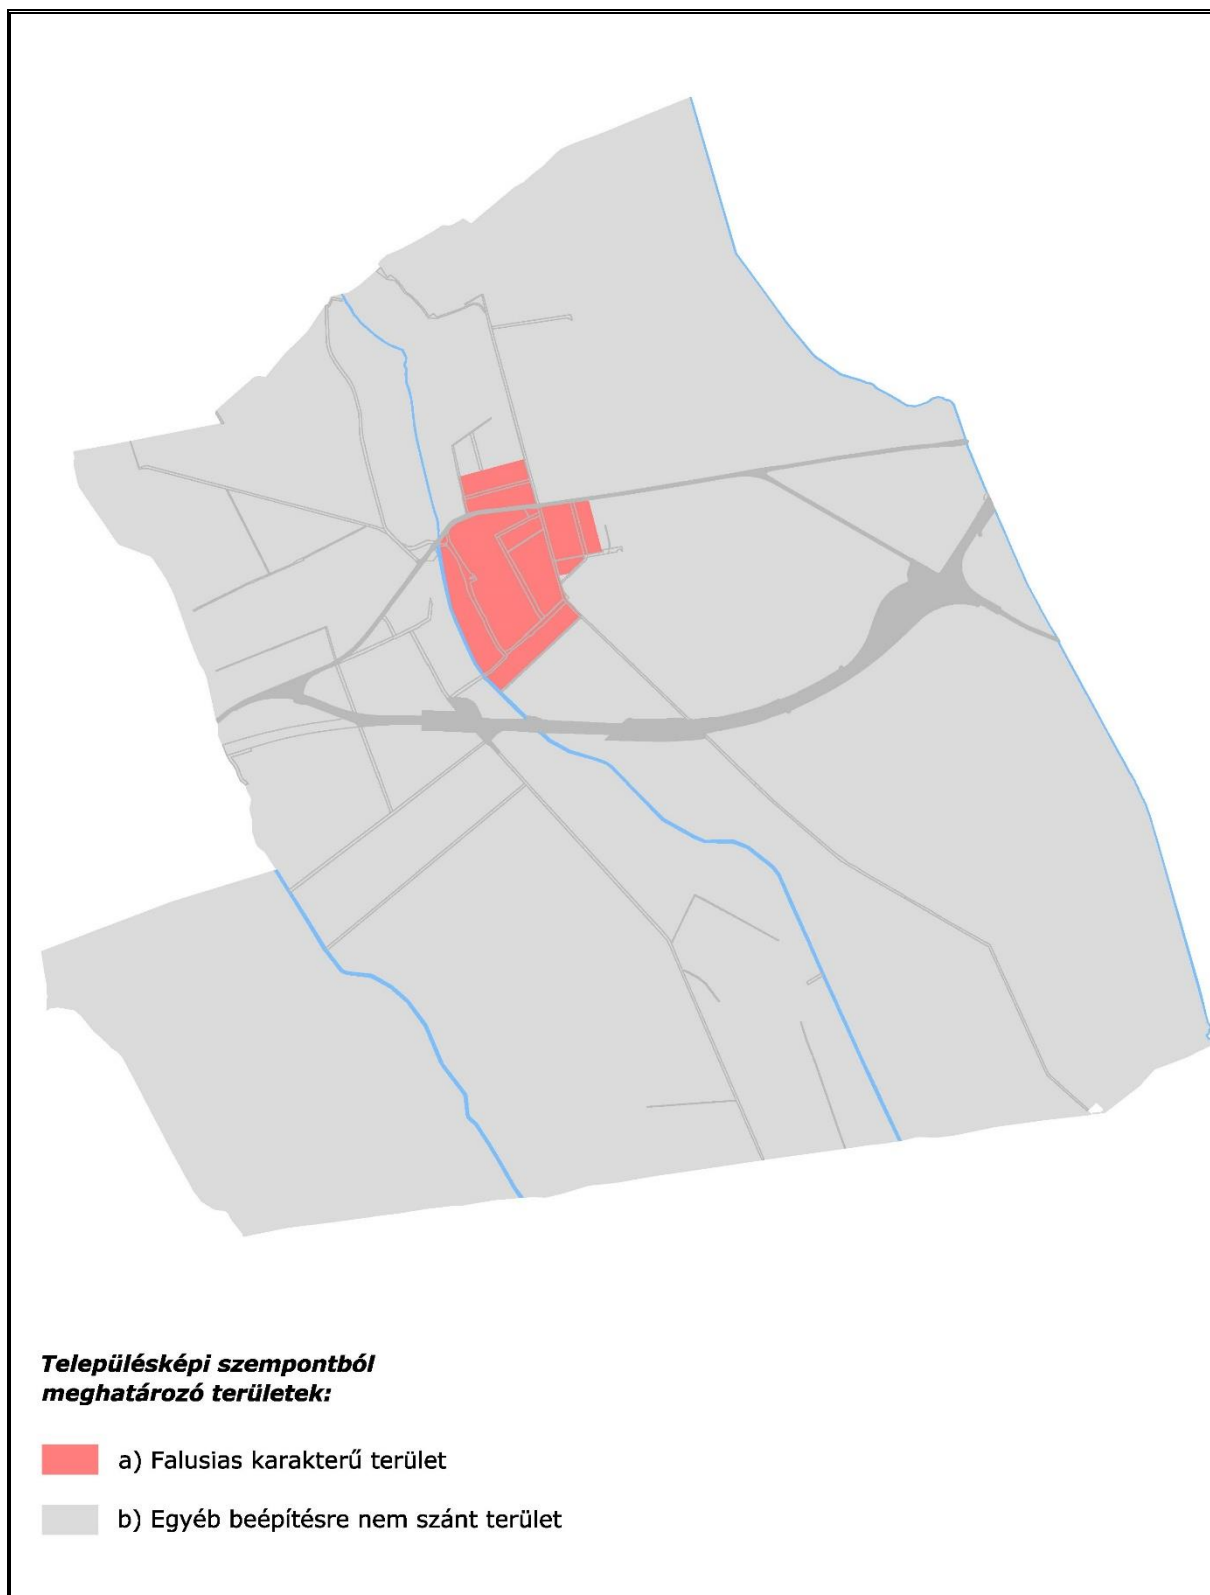 Településképi szempontból
meghatározó területek:
a) Falusias karakterű terület
b) Egyéb beépítésre nem szánt terület